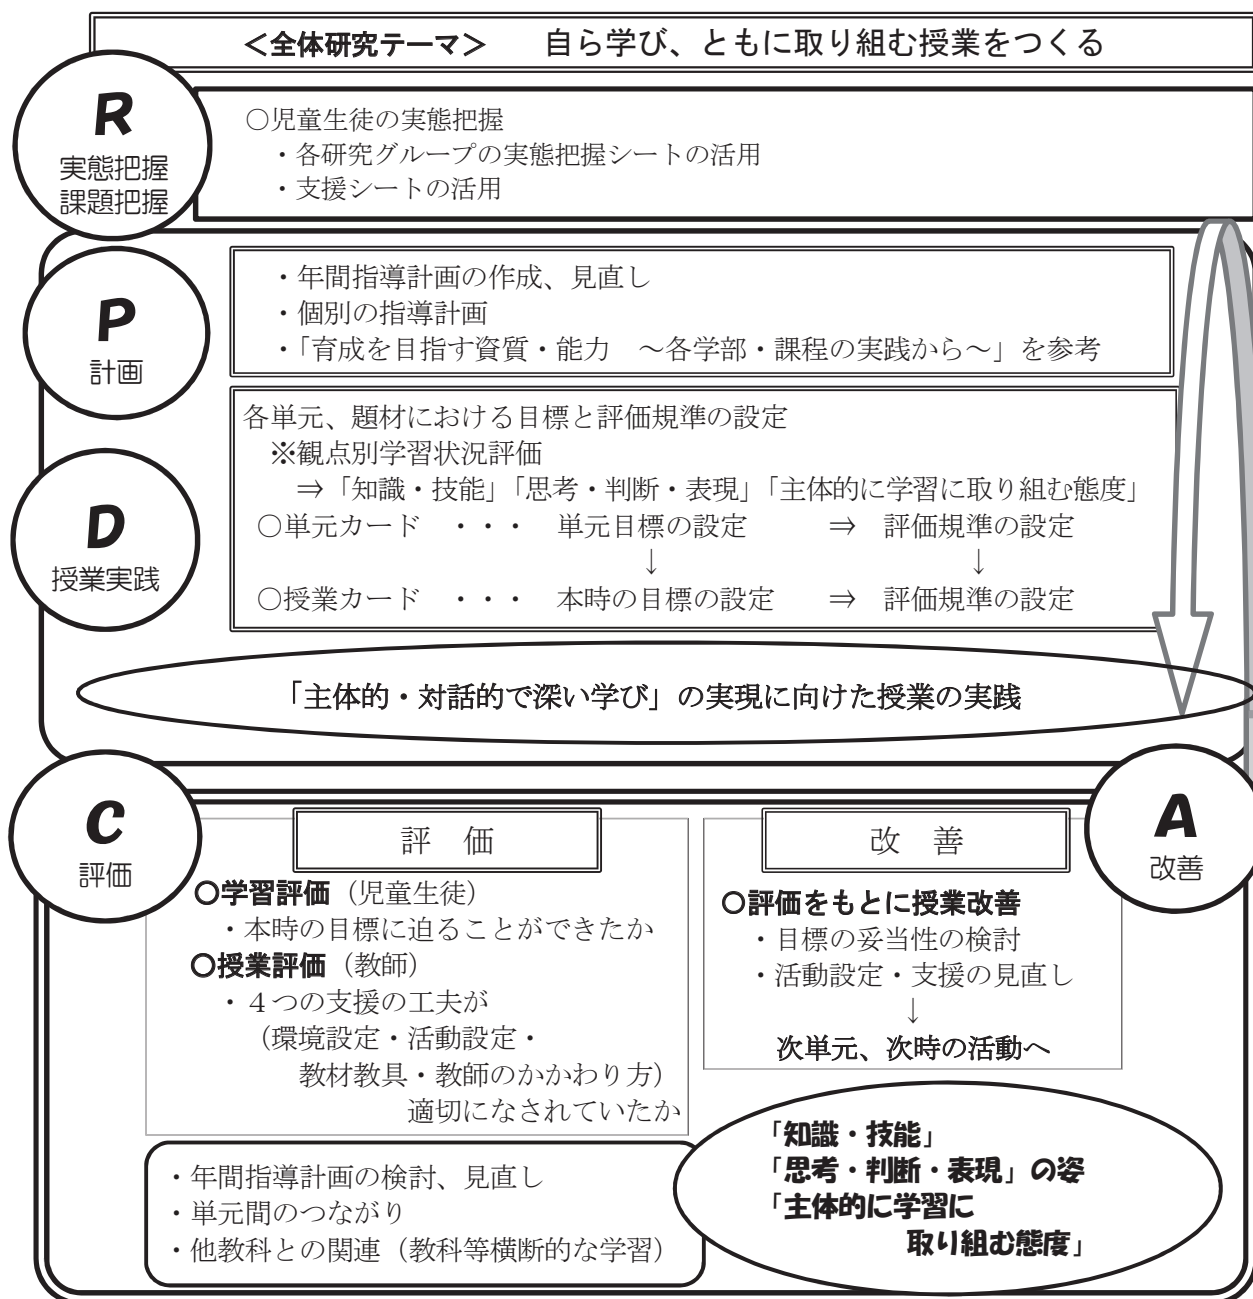 ＜全体研究テーマ＞　自ら学び、ともに取り組む授業をつくる
R
実態把握
課題把握
○児童生徒の実態把握
・各研究グループの実態把握シートの活用
・支援シートの活用
P
計画
・年間指導計画の作成、見直し
・個別の指導計画
・「育成を目指す資質・能力　～各学部・課程の実践から～」を参考
D
授業実践
各単元、題材における目標と評価規準の設定
※観点別学習状況評価
⇒「知識・技能」「思考・判断・表現」「主体的に学習に取り組む態度」
○単元カード　・・・　単元目標の設定　⇒　評価規準の設定
↓　↓
○授業カード　・・・　本時の目標の設定　⇒　評価規準の設定
「主体的・対話的で深い学び」の実現に向けた授業の実践
C
評価
評　価
○学習評価（児童生徒）
・本時の目標に迫ることができたか
○授業評価（教師）
・４つの支援の工夫が
（環境設定・活動設定・
教材教具・教師のかかわり方）
適切になされていたか
・年間指導計画の検討、見直し
・単元間のつながり
・他教科との関連（教科等横断的な学習）
A
改善
改　善
○評価をもとに授業改善
・目標の妥当性の検討
・活動設定・支援の見直し
↓
次単元、次時の活動へ
「知識・技能」
「思考・判断・表現」の姿
「主体的に学習に
取り組む態度」